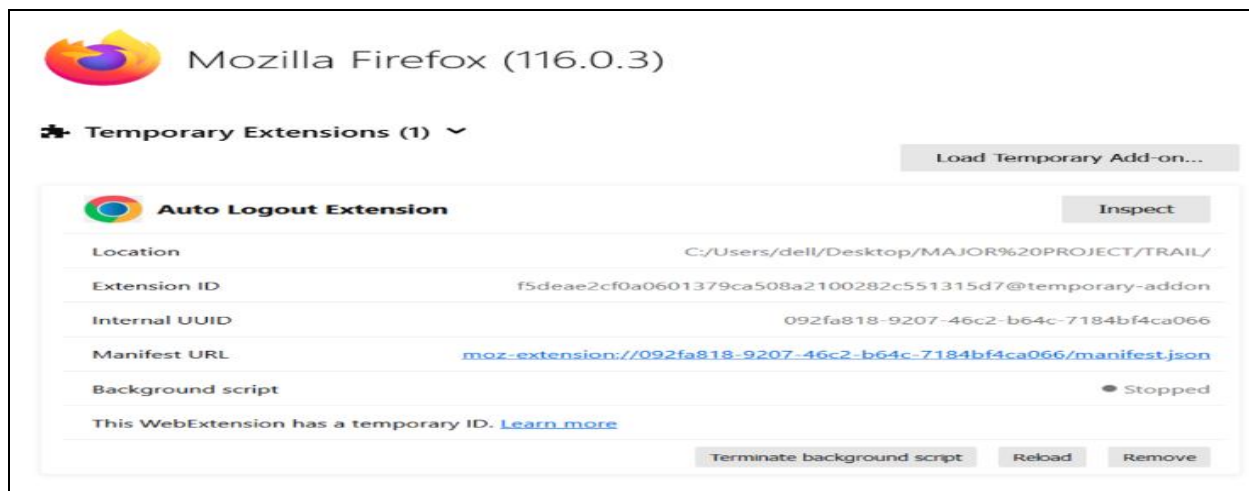 Mozilla Firefox (116.0.3)
Temporary Extensions (1)
Load Temporary Add-on...
Auto Logout Extension Inspect
Location C:/Users/dell/Desktop/MAJOR%20PROJECT/TRAIL/
Extension ID f5deae2cf0a0601379ca508a2100282c551315d7@temporary-addon
Internal UUID 092fa818-9207-46c2-b64c-7184bf4ca066
Manifest URL moz-extension://092fa818-9207-46c2-b64c-7184bf4ca066/manifest.json
Background script Stopped
This WebExtension has a temporary ID. Learn more
Terminate background script Reload Remove